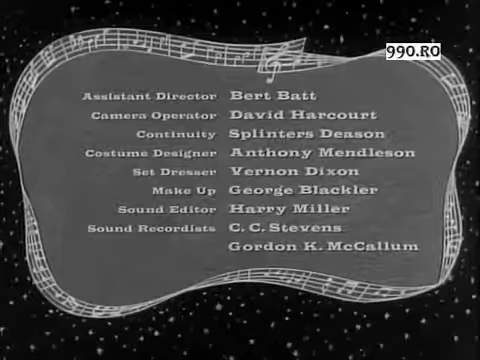 990.RO
Assistant Director Bert Batt
Camera Operator David Harcourt
Continuity Splinters Deason
Costume Designer Anthony Mendleson
Set Dresser Vernon Dixon
Make Up George Blackler
Sound Editor Harry Miller
Sound Recordists C. C. Stevens
Gordon K. McCallum